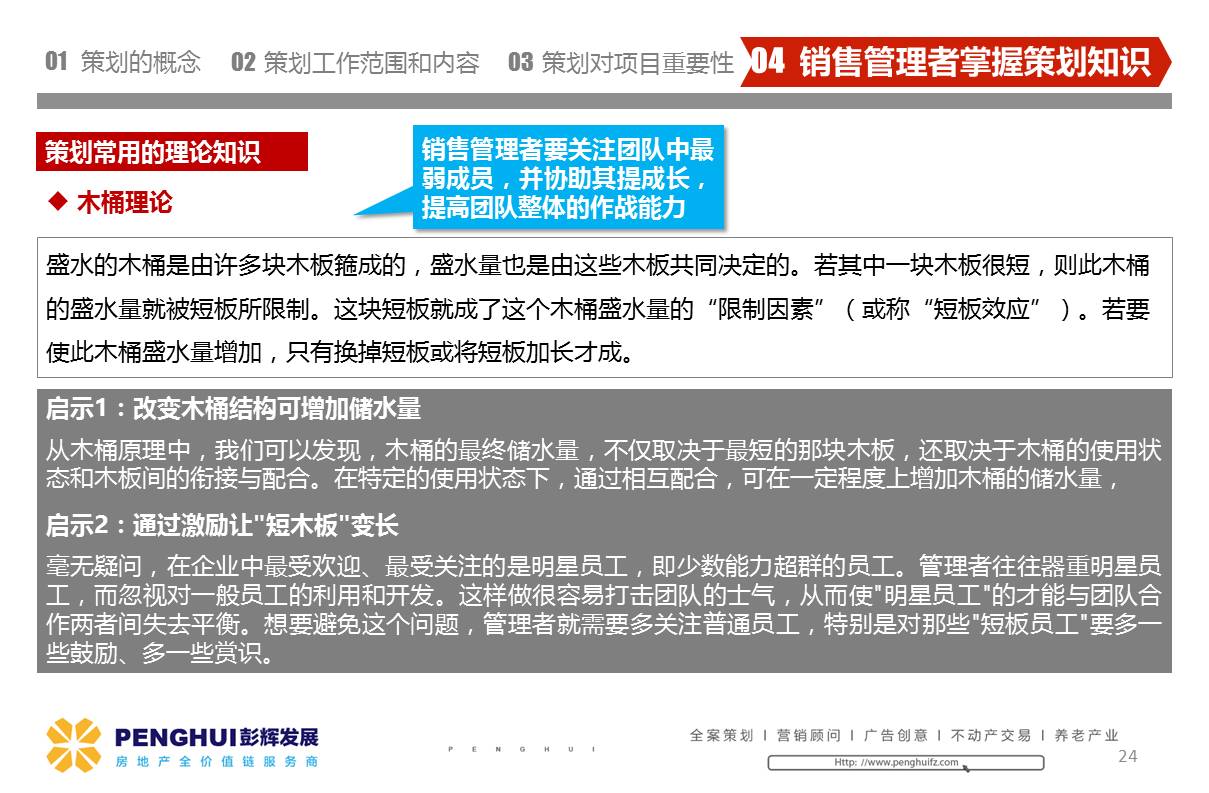 01 策划的概念 02 策划工作范围和内容 03 策划对项目重要性 04 销售管理者掌握策划知识
策划常用的理论知识
◆ 木桶理论
销售管理者要关注团队中最
弱成员，并协助其提成长，
提高团队整体的作战能力
盛水的木桶是由许多块木板箍成的，盛水量也是由这些木板共同决定的。若其中一块木板很短，则此木桶
的盛水量就被短板所限制。这块短板就成了这个木桶盛水量的“限制因素”（或称“短板效应”）。若要
使此木桶盛水量增加，只有换掉短板或将短板加长才成。
启示1：改变木桶结构可增加储水量
从木桶原理中，我们可以发现，木桶的最终储水量，不仅取决于最短的那块木板，还取决于木桶的使用状
态和木板间的衔接与配合。在特定的使用状态下，通过相互配合，可在一定程度上增加木桶的储水量，
启示2：通过激励让"短木板"变长
毫无疑问，在企业中最受欢迎、最受关注的是明星员工，即少数能力超群的员工。管理者往往器重明星员
工，而忽视对一般员工的利用和开发。这样做很容易打击团队的士气，从而使"明星员工"的才能与团队合
作两者间失去平衡。想要避免这个问题，管理者就需要多关注普通员工，特别是对那些"短板员工"要多一
些鼓励、多一些赏识。
PENGHUI彭辉发展
房地产全价值链服务商
PENGHUI
全案策划 I 营销顾问 I 广告创意 I 不动产交易 I 养老产业
Http: //www.penghuifz.com
24